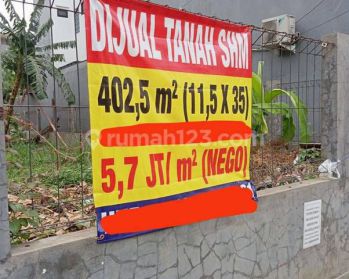 DIJUAL TANAH SHM
402,5 m² (11,5 X 35)
rumah123.com
5,7 JT/ m² (NEGO)